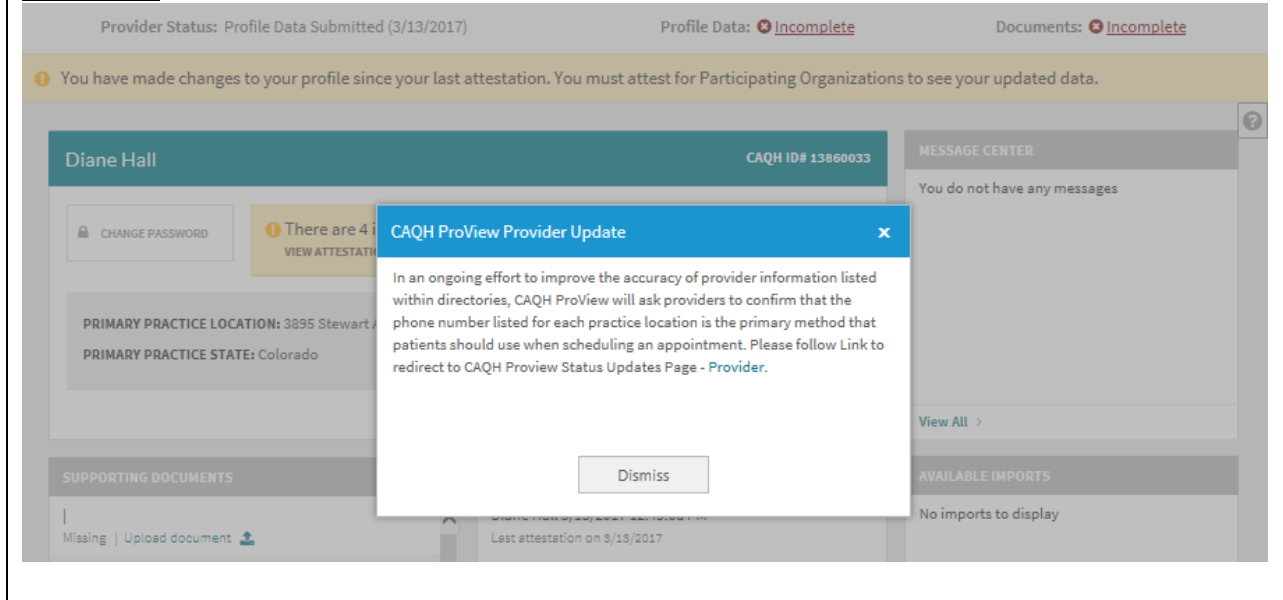 Provider Status: Profile Data Submitted (3/13/2017)
Profile Data: Incomplete
Documents: Incomplete
You have made changes to your profile since your last attestation. You must attest for Participating Organizations to see your updated data.
Diane Hall
CAQH ID# 13860033
CHANGE PASSWORD
There are 4
VIEW
PRIMARY PRACTICE LOCATION: 3895 Stewart
PRIMARY PRACTICE STATE: Colorado
CAQH ProView Provider Update x
In an ongoing effort to improve the accuracy of provider information listed
within directories, CAQH ProView will ask providers to confirm that the
phone number listed for each practice location is the primary method that
patients should use when scheduling an appointment. Please follow Link to
redirect to CAQH Proview Status Updates Page - Provider.
Dismiss
MESSAGE CENTER
You do not have any messages
View All >
SUPPORTING DOCUMENTS
Missing | Upload document
Last attestation on 3/13/2017
AVAILABLE IMPORTS
No imports to display